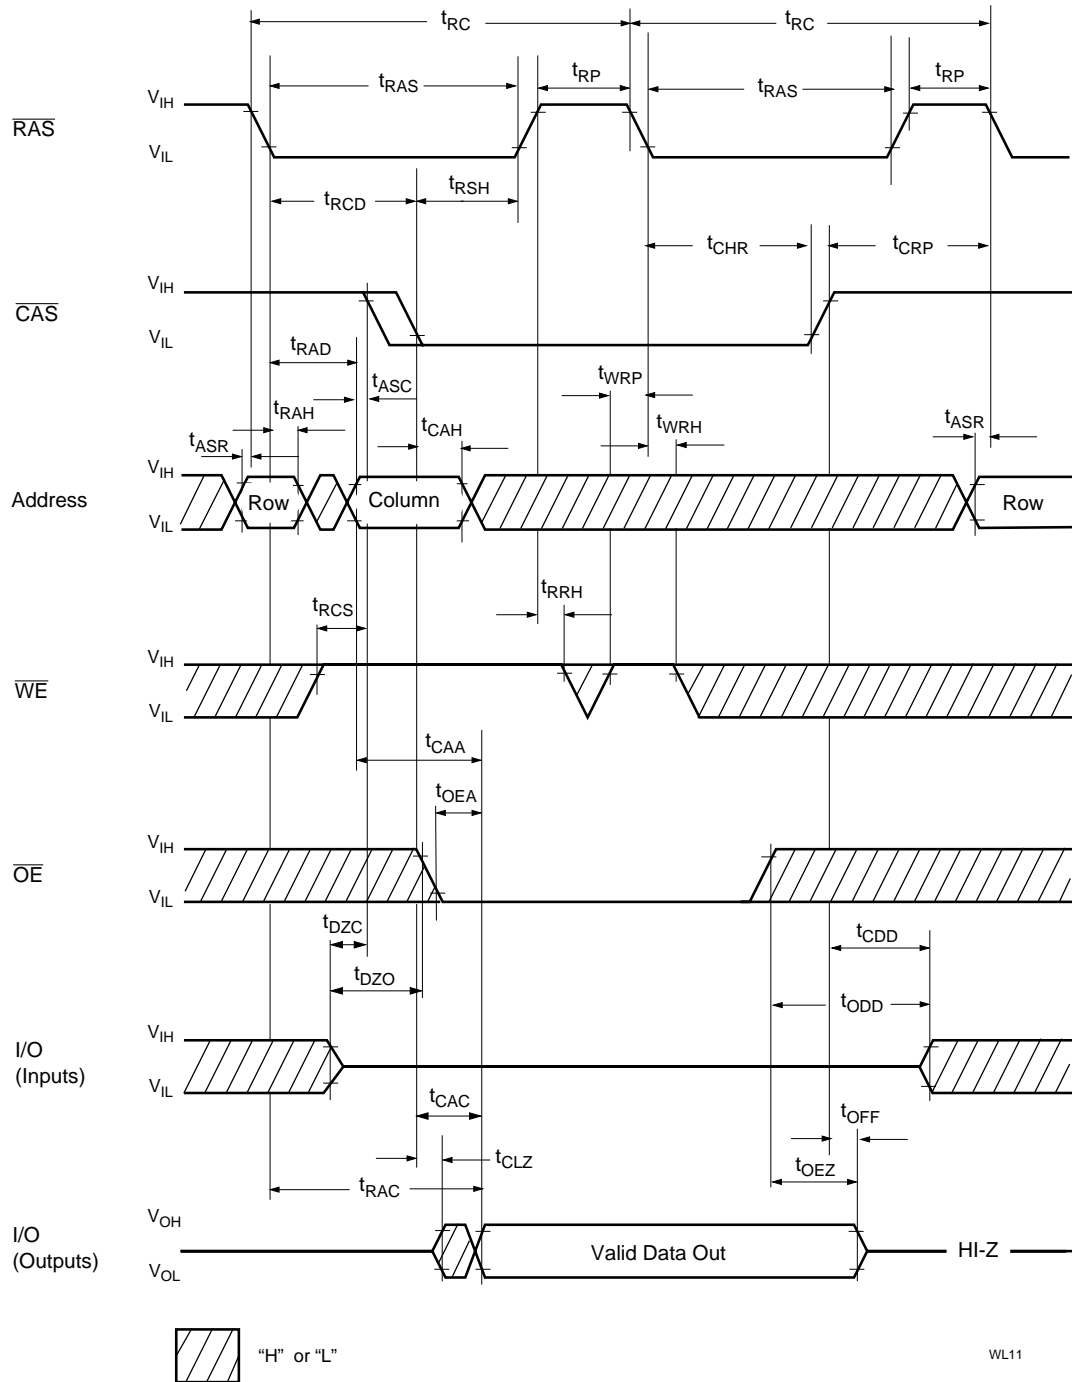 tRC tRC
tRAS tRP tRAS tRP
RAS VIH
VIL
tRCD tRSH
tCHR tCRP
CAS VIH
VIL
tRAD
tASC tWRP
tRAH tCAH tWRH
tASR tASR
Address VIH
Row Column Row
VIL
tRRH
tRCS
WE VIH
VIL
tCAA
tOEA
OE VIH
VIL
tDZC tCDD
tDZO tODD
I/O
(Inputs)
VIH
VIL
tCAC tOFF
tCLZ tOEZ
tRAC
I/O
(Outputs)
VOH
Valid Data Out HI-Z
VOL
“H” or “L”
WL11